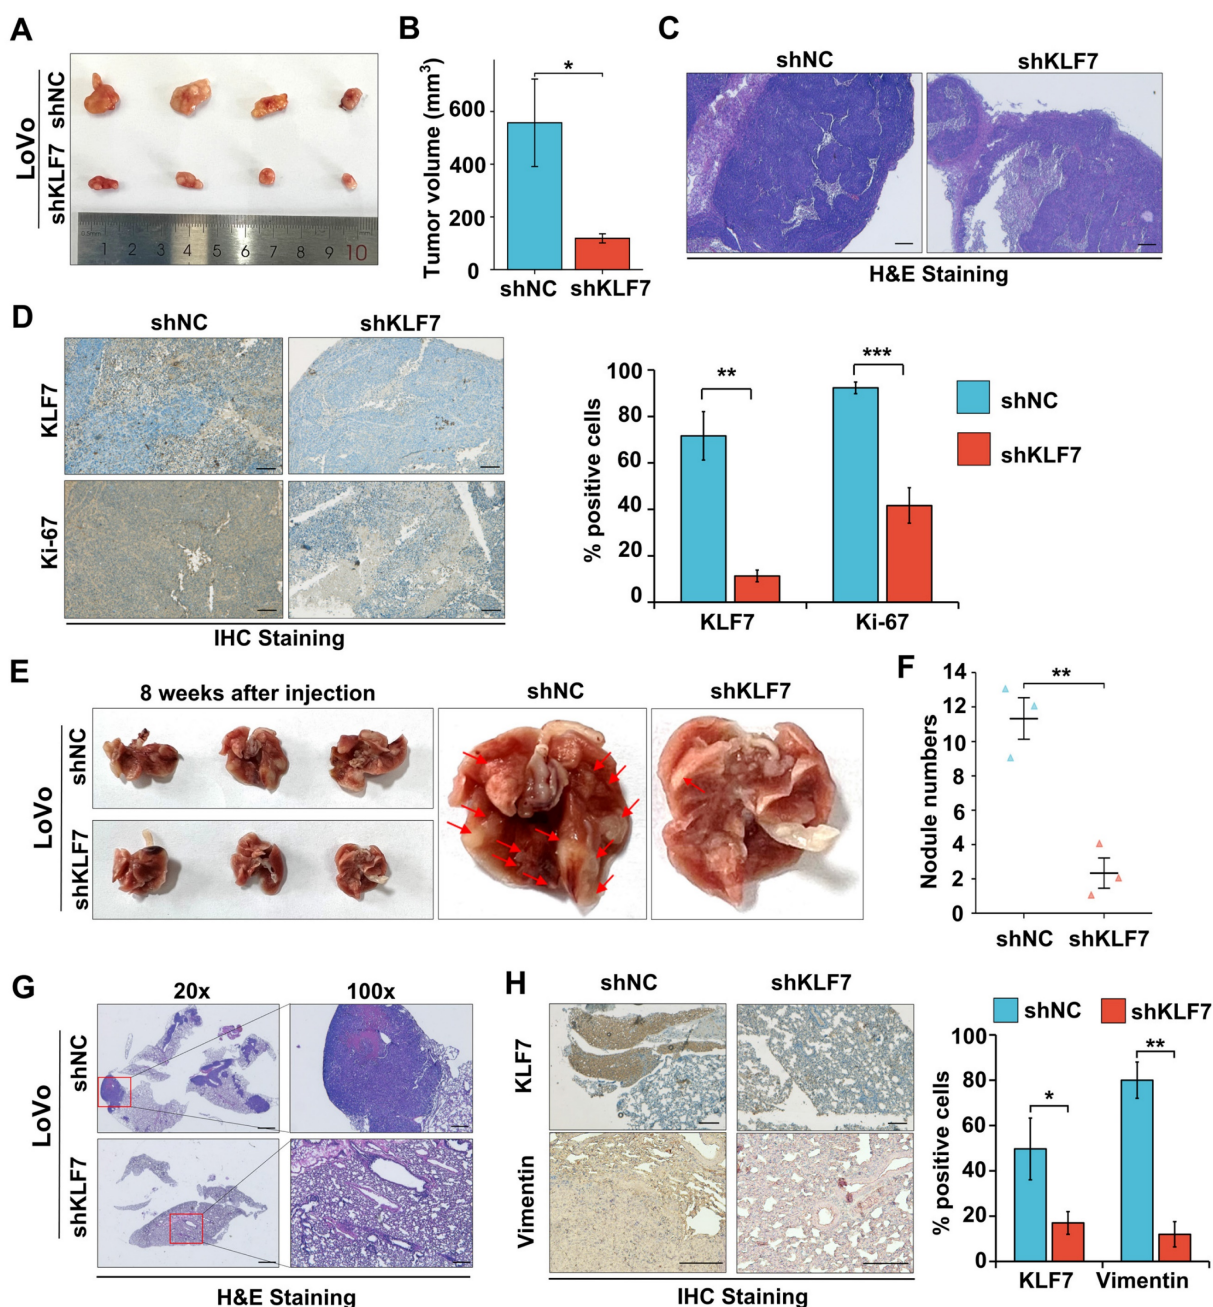 A
LoVo
shNC
shKLF7
0.5mm
1 2 3 4 5 6 7 8 9 10
B
Tumor volume (mm³)
600
400
200
0
*
shNC shKLF7
C
shNC shKLF7
H&E Staining
D
shNC shKLF7
KLF7
Ki-67
IHC Staining
% positive cells
100
80
60
40
20
0
** ***
KLF7 Ki-67
shNC
shKLF7
E
8 weeks after injection
LoVo
shNC
shKLF7
shNC shKLF7
F
Nodule numbers
14
12
10
8
6
4
2
0
**
shNC shKLF7
G
20x 100x
LoVo
shNC
shKLF7
H&E Staining
H
shNC shKLF7
KLF7
Vimentin
IHC Staining
shNC shKLF7
% positive cells
100
80
60
40
20
0
* **
KLF7 Vimentin